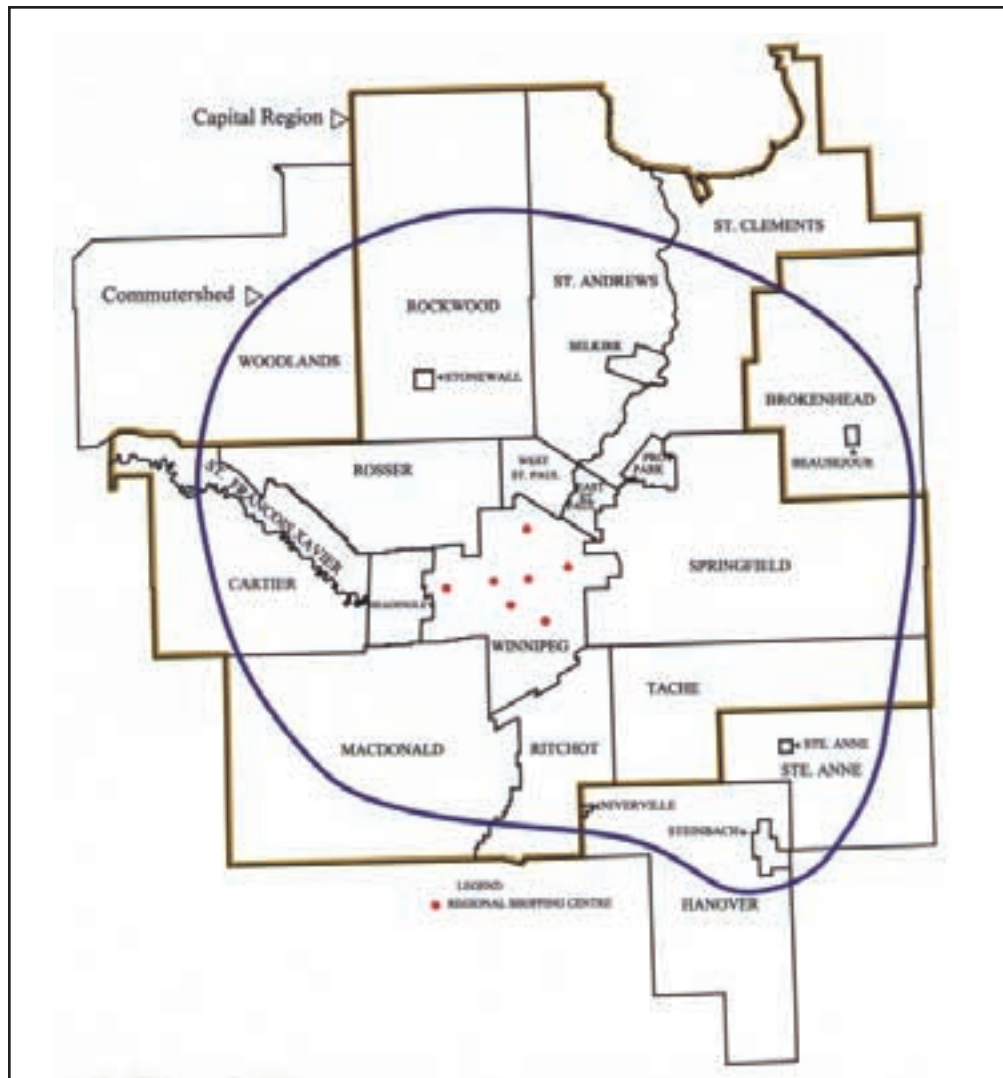 Capital Region
ST. CLEMENTS
Commutershed
ST. ANDREWS
ROCKWOOD
SELKIRK
WOODLANDS
STONEWALL
BROKENHEAD
BEAUSEJOUR
ROSSER
WEST
ST. PAUL
PARK
EAST
ST.
PAUL
ST. FRANCOIS XAVIER
SPRINGFIELD
CARTIER
HEADINGLEY
WINNIPEG
TACHE
MACDONALD
RITCHOT
STE. ANNE
STE. ANNE
NIVERVILLE
STEINBACH
LEGEND:
REGIONAL SHOPPING CENTRE
HANOVER